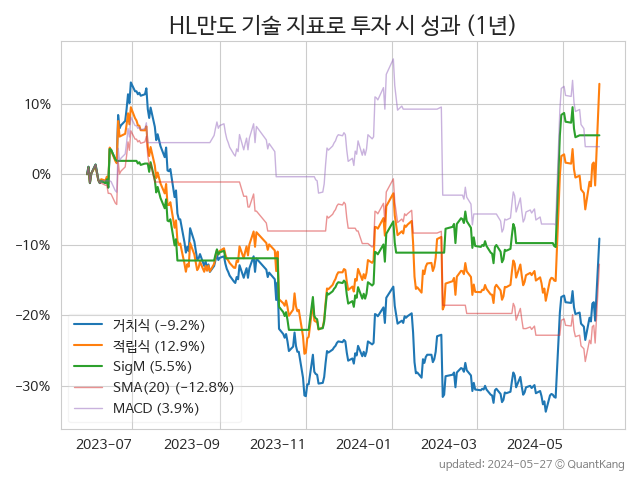 HL만도 기술 지표로 투자 시 성과 (1년)
10%
0%
−10%
−20%
−30%
거치식 (−9.2%)
적립식 (12.9%)
SigM (5.5%)
SMA(20) (−12.8%)
MACD (3.9%)
2023−07 2023−09 2023−11 2024−01 2024−03 2024−05
updated: 2024-05-27 © QuantKang